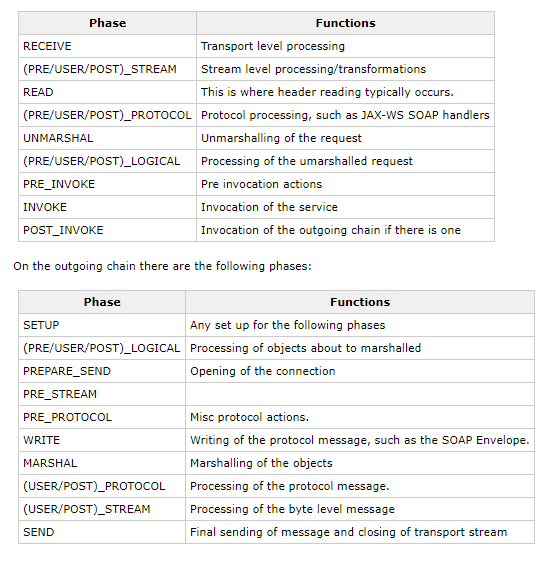 Phase Functions
RECEIVE Transport level processing
(PRE/USER/POST)_STREAM Stream level processing/transformations
READ This is where header reading typically occurs.
(PRE/USER/POST)_PROTOCOL Protocol processing, such as JAX-WS SOAP handlers
UNMARSHAL Unmarshalling of the request
(PRE/USER/POST)_LOGICAL Processing of the umarshalled request
PRE_INVOKE Pre invocation actions
INVOKE Invocation of the service
POST_INVOKE Invocation of the outgoing chain if there is one
On the outgoing chain there are the following phases:
Phase Functions
SETUP Any set up for the following phases
(PRE/USER/POST)_LOGICAL Processing of objects about to marshalled
PREPARE_SEND Opening of the connection
PRE_STREAM
PRE_PROTOCOL Misc protocol actions.
WRITE Writing of the protocol message, such as the SOAP Envelope.
MARSHAL Marshalling of the objects
(USER/POST)_PROTOCOL Processing of the protocol message.
(USER/POST)_STREAM Processing of the byte level message
SEND Final sending of message and closing of transport stream